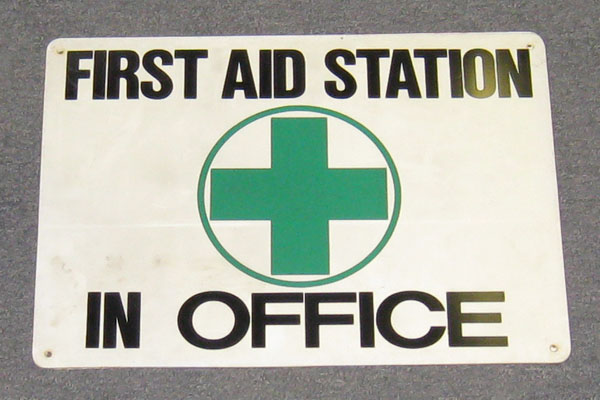 FIRST AID STATION
IN OFFICE